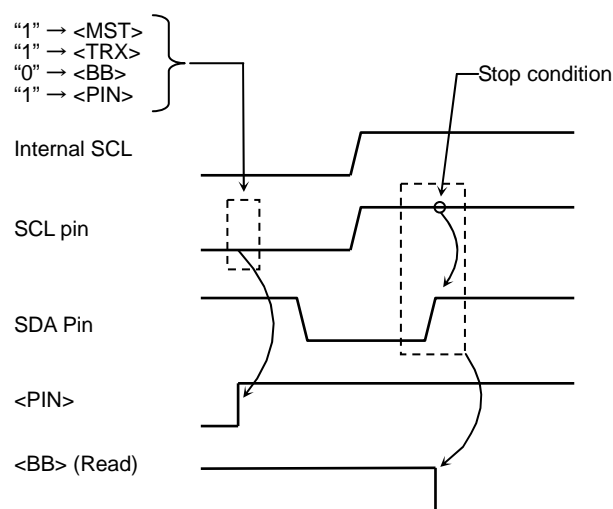 “1” → <MST>
“1” → <TRX>
“0” → <BB>
“1” → <PIN>
Stop condition
Internal SCL
SCL pin
SDA Pin
<PIN>
<BB> (Read)